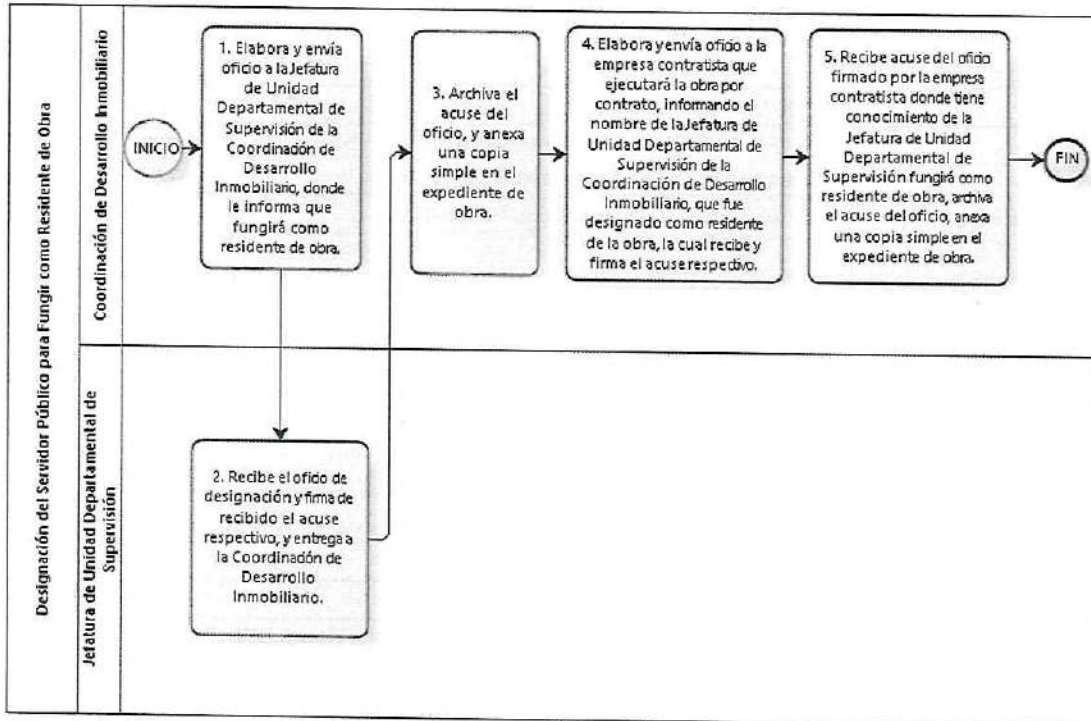 Designación del Servidor Público para Fungir como Residente de Obra
Coordinación de Desarrollo Inmobiliario
INICIO
1. Elabora y envía
oficio a la Jefatura
de Unidad
Departamental de
Supervisión de la
Coordinación de
Desarrollo
Inmobiliario, donde
le informa que
fungirá como
residente de obra.
3. Archiva el
acuse del
oficio, y anexa
una copia
simple en el
expediente de
obra.
4. Elabora y envía oficio a la
empresa contratista que
ejecutará la obra por
contrato, informando el
nombre de la Jefatura de
Unidad Departamental de
Supervisión de la
Coordinación de Desarrollo
Inmobiliario, que fue
designado como residente
de la obra, la cual recibe y
firma el acuse respectivo.
5. Recibe acuse del oficio
firmado por la empresa
contratista donde tiene
conocimiento de la
Jefatura de Unidad
Departamental de
Supervisión fungirá como
residente de obra, archiva
el acuse del oficio, anexa
una copia simple en el
expediente de obra.
FIN
Jefatura de Unidad Departamental de
Supervisión
2. Recibe el oficio de
designación y firma de
recibido el acuse
respectivo, y entrega a
la Coordinación de
Desarrollo
Inmobiliario.